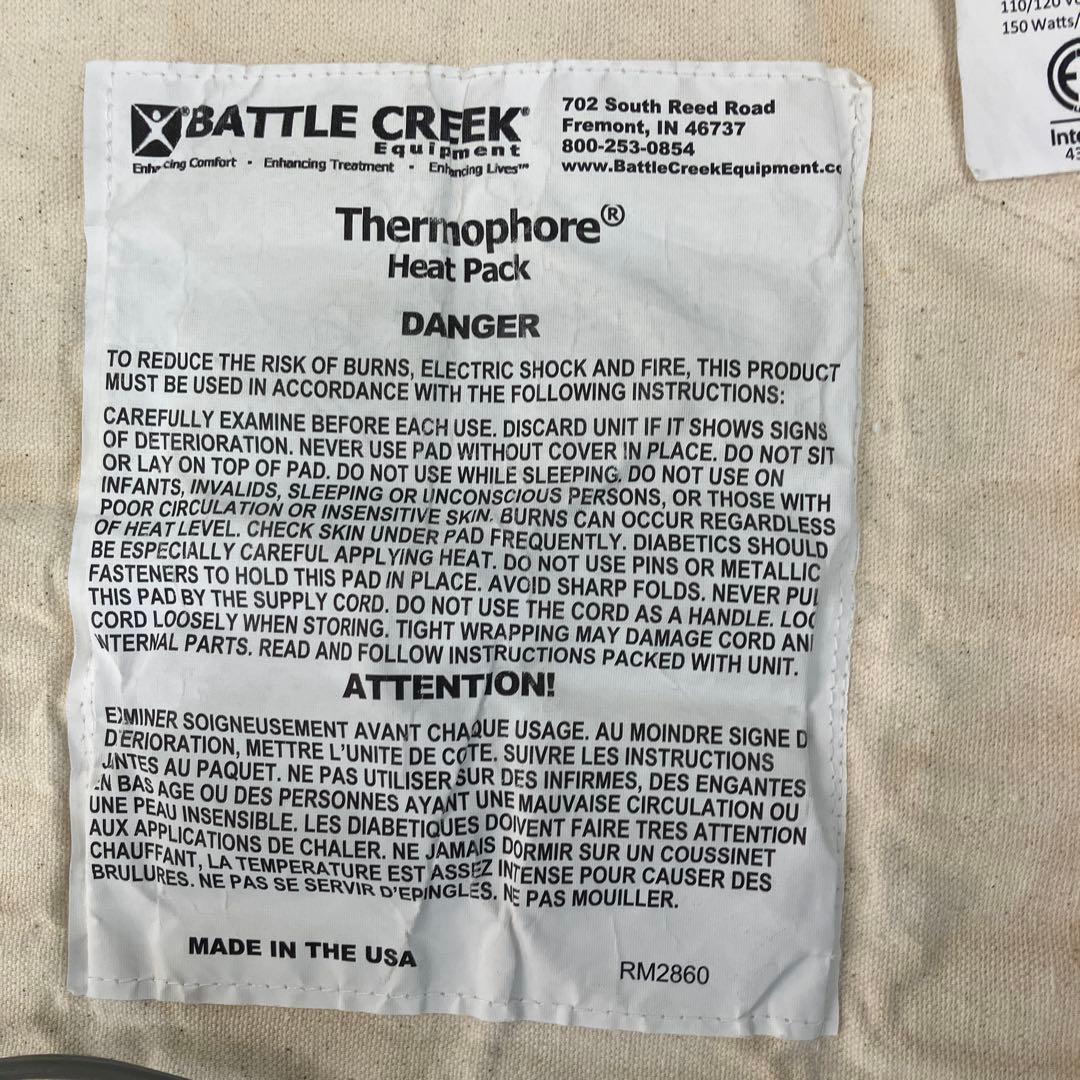 BATTLE CREEK®
Equipment
Enhancing Comfort • Enhancing Treatment • Enhancing Lives™
702 South Reed Road
Fremont, IN 46737
800-253-0854
www.BattleCreekEquipment.co
110/120
150 Watts/
Thermophore®
Heat Pack
DANGER
TO REDUCE THE RISK OF BURNS, ELECTRIC SHOCK AND FIRE, THIS PRODUCT
MUST BE USED IN ACCORDANCE WITH THE FOLLOWING INSTRUCTIONS:
CAREFULLY EXAMINE BEFORE EACH USE. DISCARD UNIT IF IT SHOWS SIGNS
OF DETERIORATION. NEVER USE PAD WITHOUT COVER IN PLACE. DO NOT SIT
OR LAY ON TOP OF PAD. DO NOT USE WHILE SLEEPING. DO NOT USE ON
INFANTS, INVALIDS, SLEEPING OR UNCONSCIOUS PERSONS, OR THOSE WITH
POOR CIRCULATION OR INSENSITIVE SKIN. BURNS CAN OCCUR REGARDLESS
OF HEAT LEVEL. CHECK SKIN UNDER PAD FREQUENTLY. DIABETICS SHOULD
BE ESPECIALLY CAREFUL APPLYING HEAT. DO NOT USE PINS OR METALLIC
FASTENERS TO HOLD THIS PAD IN PLACE. AVOID SHARP FOLDS. NEVER PUL
THIS PAD BY THE SUPPLY CORD. DO NOT USE THE CORD AS A HANDLE. LOO
CORD LOOSELY WHEN STORING. TIGHT WRAPPING MAY DAMAGE CORD AN
INTERNAL PARTS. READ AND FOLLOW INSTRUCTIONS PACKED WITH UNIT.
ATTENTION!
EXMINER SOIGNEUSEMENT AVANT CHAQUE USAGE. AU MOINDRE SIGNE D
D'ERIORATION, METTRE L'UNITE DE COTE. SUIVRE LES INSTRUCTIONS
JINTES AU PAQUET. NE PAS UTILISER SUR DES INFIRMES, DES ENGANTES
EN BAS AGE OU DES PERSONNES AYANT UNE MAUVAISE CIRCULATION OU
UNE PEAU INSENSIBLE. LES DIABETIQUES DOIVENT FAIRE TRES ATTENTION
AUX APPLICATIONS DE CHALER. NE JAMAIS DORMIR SUR UN COUSSINET
CHAUFFANT, LA TEMPERATURE EST ASSEZ INTENSE POUR CAUSER DES
BRULURES. NE PAS SE SERVIR D'EPINGLES. NE PAS MOUILLER.
MADE IN THE USA
RM2860